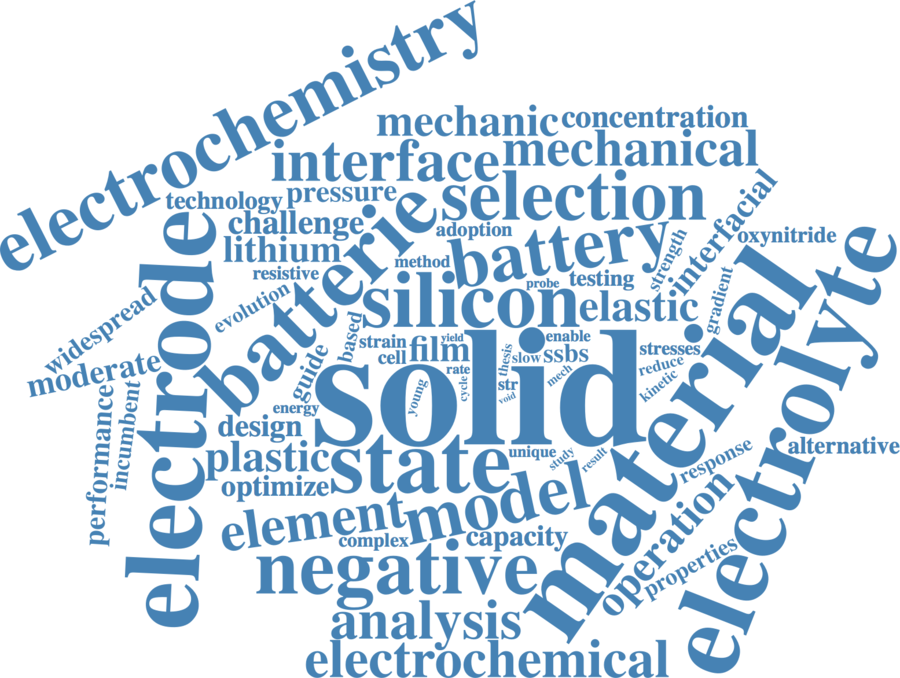 electrochemistry
mechanic
concentration
interface
mechanical
technology
pressure
selection
challenge
adoption
interfacial
lithium
batterie
battery
strength
oxynitride
electrode
resistive
method
testing
probe
evolution
silicon
elastic
gradient
widespread
based
strain
film
yield
enable
moderate
guide
cell
thesis
slow
ssbs
stresses
reduce
rate
mech
kinetic
solid
young
cycle
str
void
performance
incumbent
energy
design
material
electrolyte
plastic
state
unique
study
result
response
alternative
optimize
element
model
capacity
operation
complex
properties
negative
analysis
electrochemical